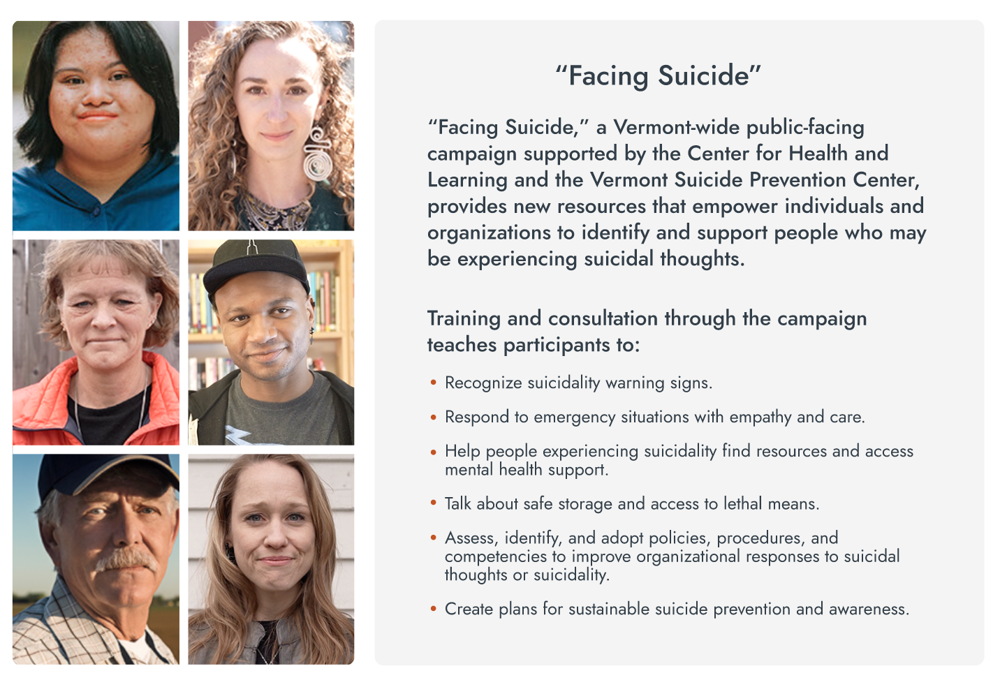 “Facing Suicide”
“Facing Suicide,” a Vermont-wide public-facing
campaign supported by the Center for Health and
Learning and the Vermont Suicide Prevention Center,
provides new resources that empower individuals and
organizations to identify and support people who may
be experiencing suicidal thoughts.
Training and consultation through the campaign
teaches participants to:
• Recognize suicidality warning signs.
• Respond to emergency situations with empathy and care.
• Help people experiencing suicidality find resources and access
mental health support.
• Talk about safe storage and access to lethal means.
• Assess, identify, and adopt policies, procedures, and
competencies to improve organizational responses to suicidal
thoughts or suicidality.
• Create plans for sustainable suicide prevention and awareness.